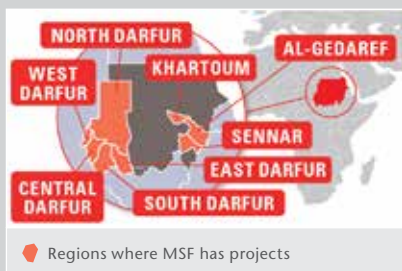 NORTH DARFUR
AL-GEDAREF
WEST
DARFUR
KHARTOUM
SENNAR
EAST DARFUR
CENTRAL
DARFUR
SOUTH DARFUR
Regions where MSF has projects